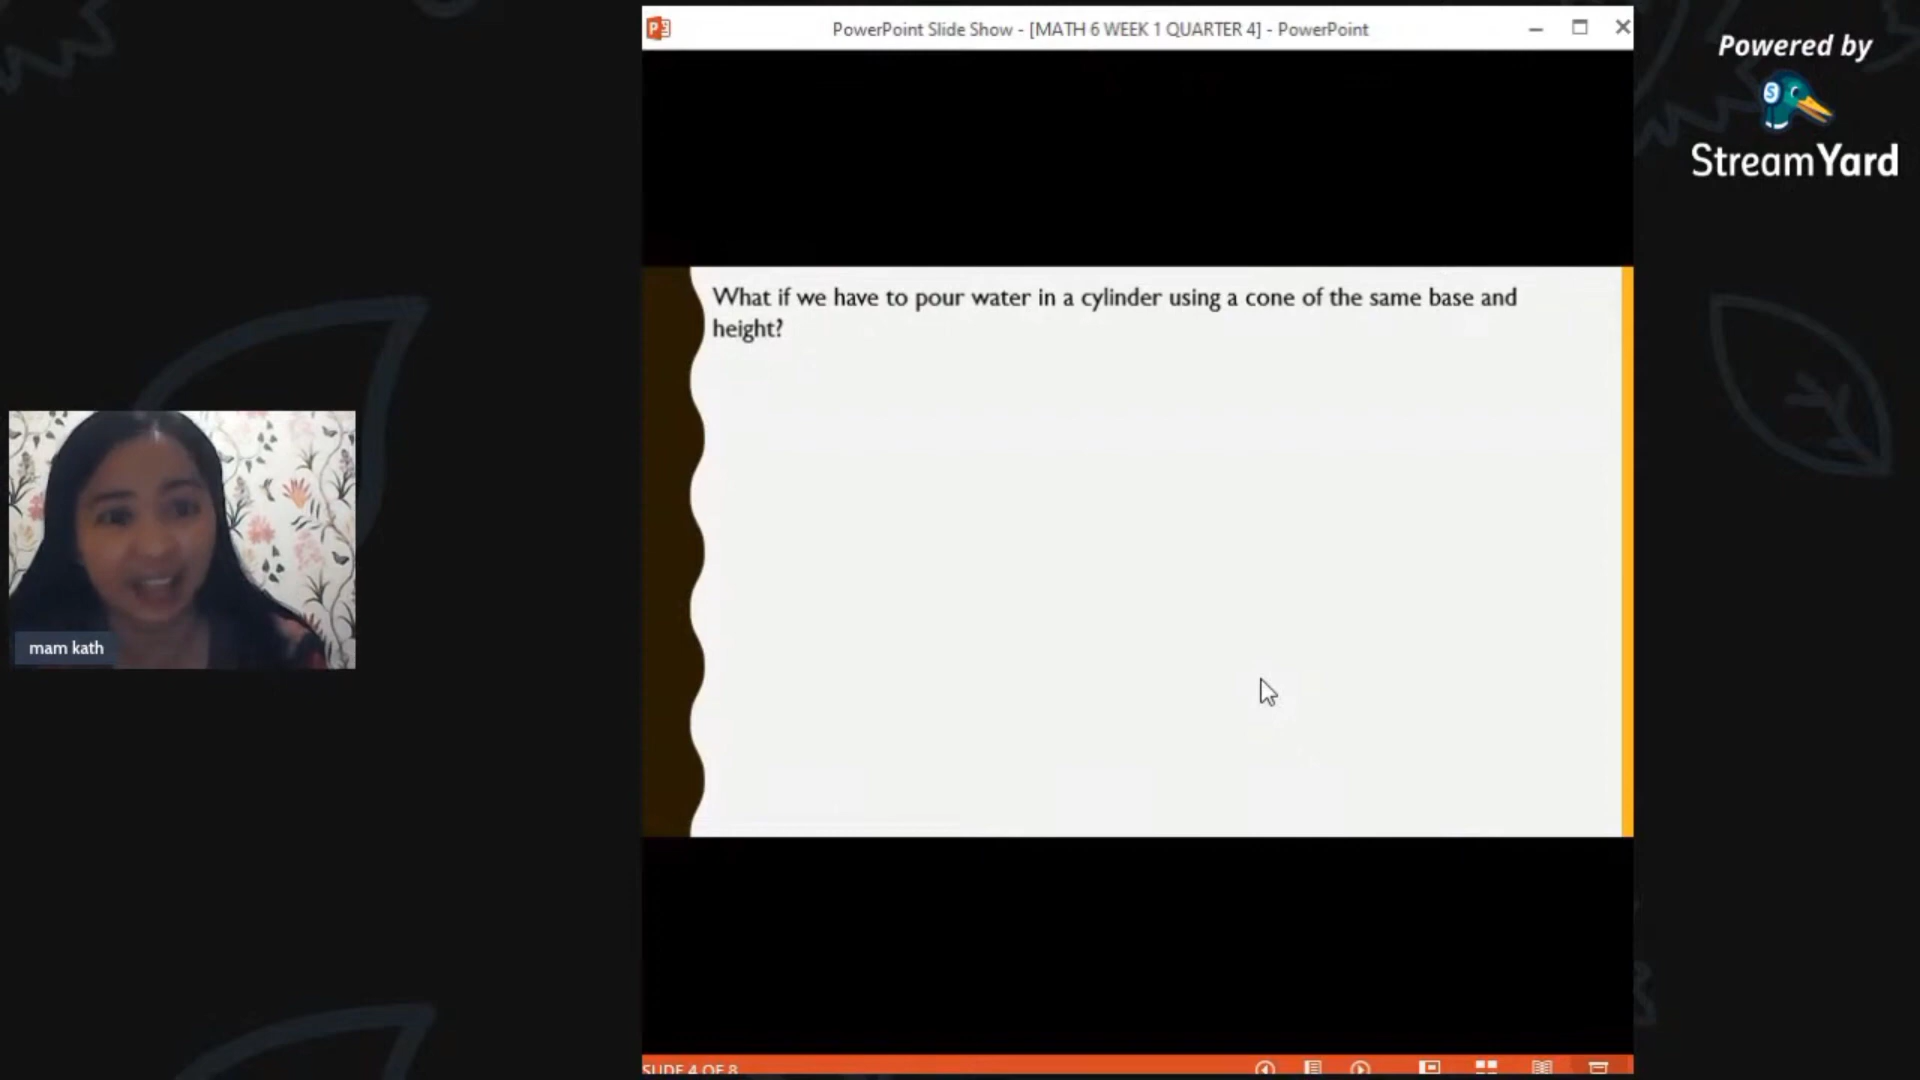 PowerPoint Slide Show - [MATH 6 WEEK 1 QUARTER 4] - PowerPoint
Powered by
StreamYard
What if we have to pour water in a cylinder using a cone of the same base and
height?
mam kath
SLIDE 4 OF 8